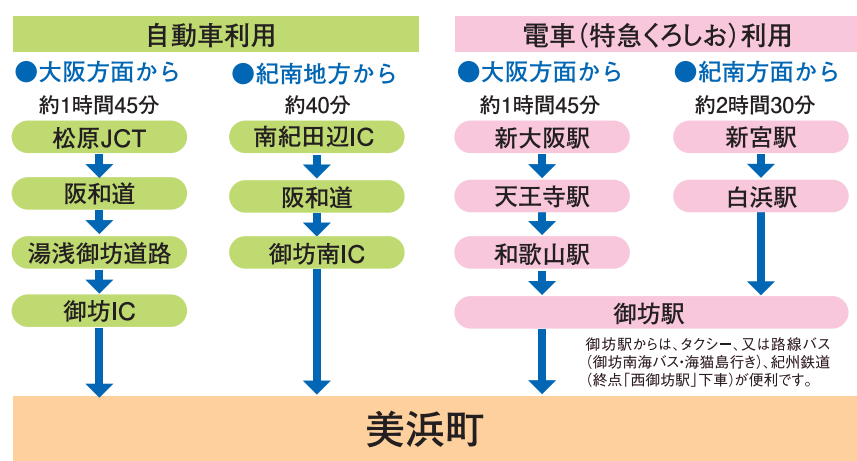 自動車利用
●大阪方面から
約1時間45分
松原JCT
阪和道
湯浅御坊道路
御坊IC
●紀南地方から
約40分
南紀田辺IC
阪和道
御坊南IC
電車(特急くろしお)利用
●大阪方面から
約1時間45分
新大阪駅
天王寺駅
和歌山駅
●紀南方面から
約2時間30分
新宮駅
白浜駅
御坊駅
御坊駅からは、タクシー、又は路線バス
(御坊南海バス・海猫島行き)、紀州鉄道
(終点「西御坊駅」下車)が便利です。
美浜町